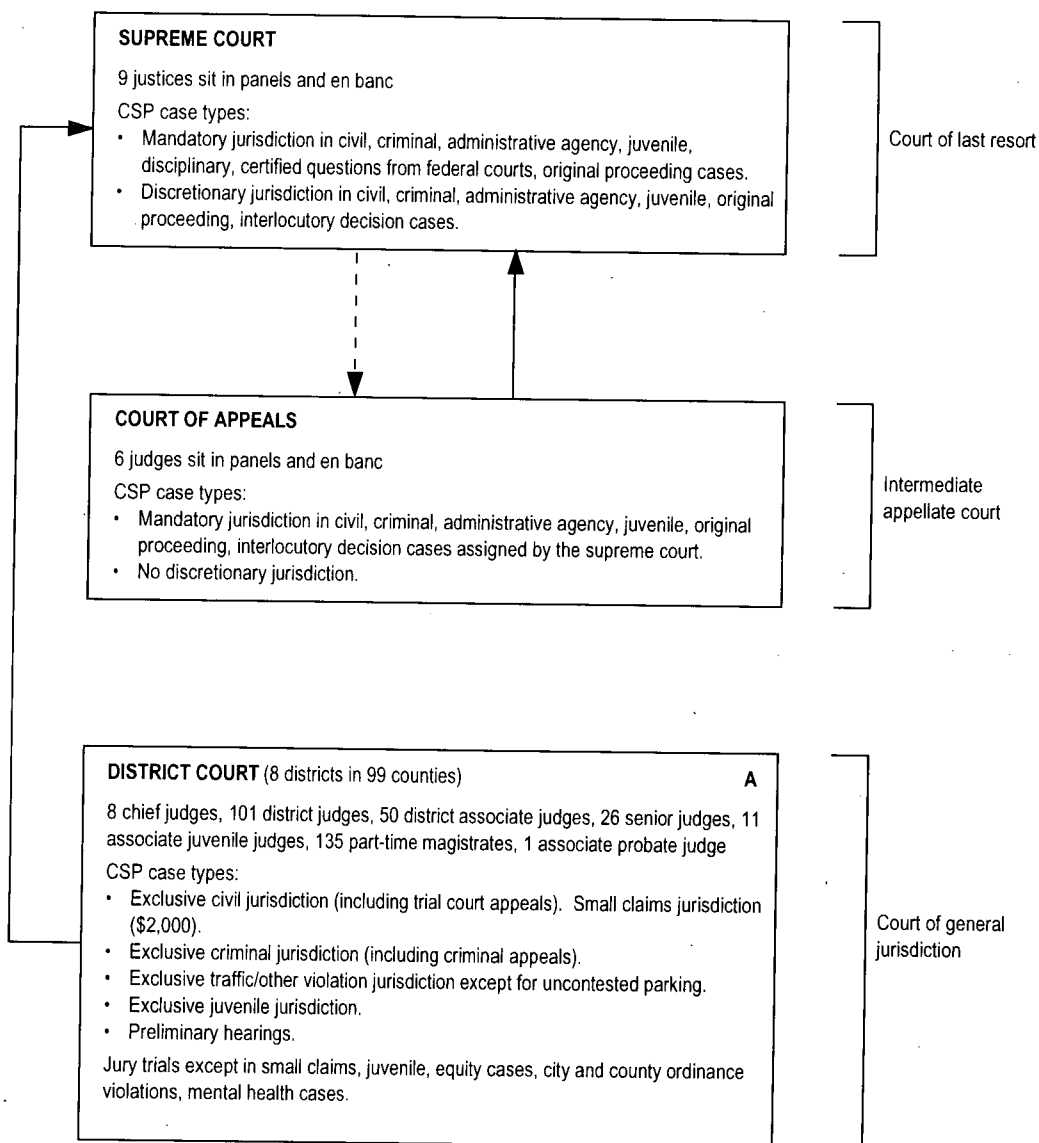 SUPREME COURT
9 justices sit in panels and en banc
CSP case types:
• Mandatory jurisdiction in civil, criminal, administrative agency, juvenile,
disciplinary, certified questions from federal courts, original proceeding cases.
• Discretionary jurisdiction in civil, criminal, administrative agency, juvenile, original
proceeding, interlocutory decision cases.
Court of last resort
COURT OF APPEALS
6 judges sit in panels and en banc
CSP case types:
• Mandatory jurisdiction in civil, criminal, administrative agency, juvenile, original
proceeding, interlocutory decision cases assigned by the supreme court.
• No discretionary jurisdiction.
Intermediate
appellate court
DISTRICT COURT (8 districts in 99 counties) A
8 chief judges, 101 district judges, 50 district associate judges, 26 senior judges, 11
associate juvenile judges, 135 part-time magistrates, 1 associate probate judge
CSP case types:
• Exclusive civil jurisdiction (including trial court appeals). Small claims jurisdiction
($2,000).
• Exclusive criminal jurisdiction (including criminal appeals).
• Exclusive traffic/other violation jurisdiction except for uncontested parking.
• Exclusive juvenile jurisdiction.
• Preliminary hearings.
Jury trials except in small claims, juvenile, equity cases, city and county ordinance
violations, mental health cases.
Court of general
jurisdiction